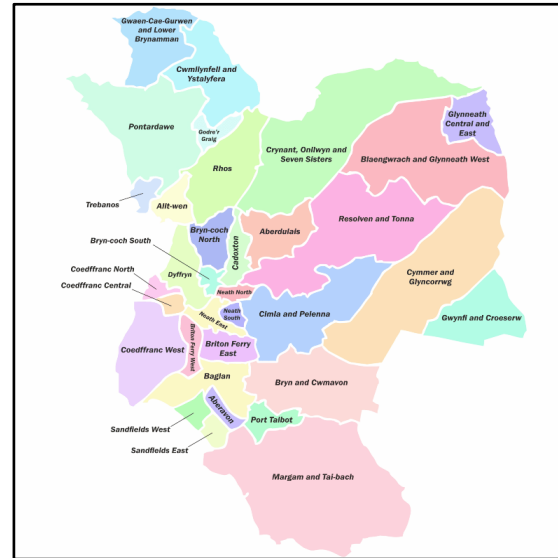 Gwaen-Cae-Gurwen
and Lower
Brynamman
Cwmllynfell and
Ystalyfera
Pontardawe
Godre'r
Graig
Glynneath
Central and
East
Crynant, Onllwyn and
Seven Sisters
Blaengwrach and Glynneath West
Rhos
Trebanos
Allt-wen
Bryn-coch
North
Cadoxton
Aberdulais
Resolven and Tonna
Bryn-coch South
Coedffranc North
Dyffryn
Coedffranc Central
Cymmer and
Glyncorrwg
Neath North
Neath
South
Neath East
Cimla and Pelenna
Gwynfi and Croeserw
Coedffranc West
Briton Ferry West
Briton Ferry
East
Baglan
Bryn and Cwmavon
Aberavon
Sandfields West
Port Talbot
Sandfields East
Margam and Tai-bach